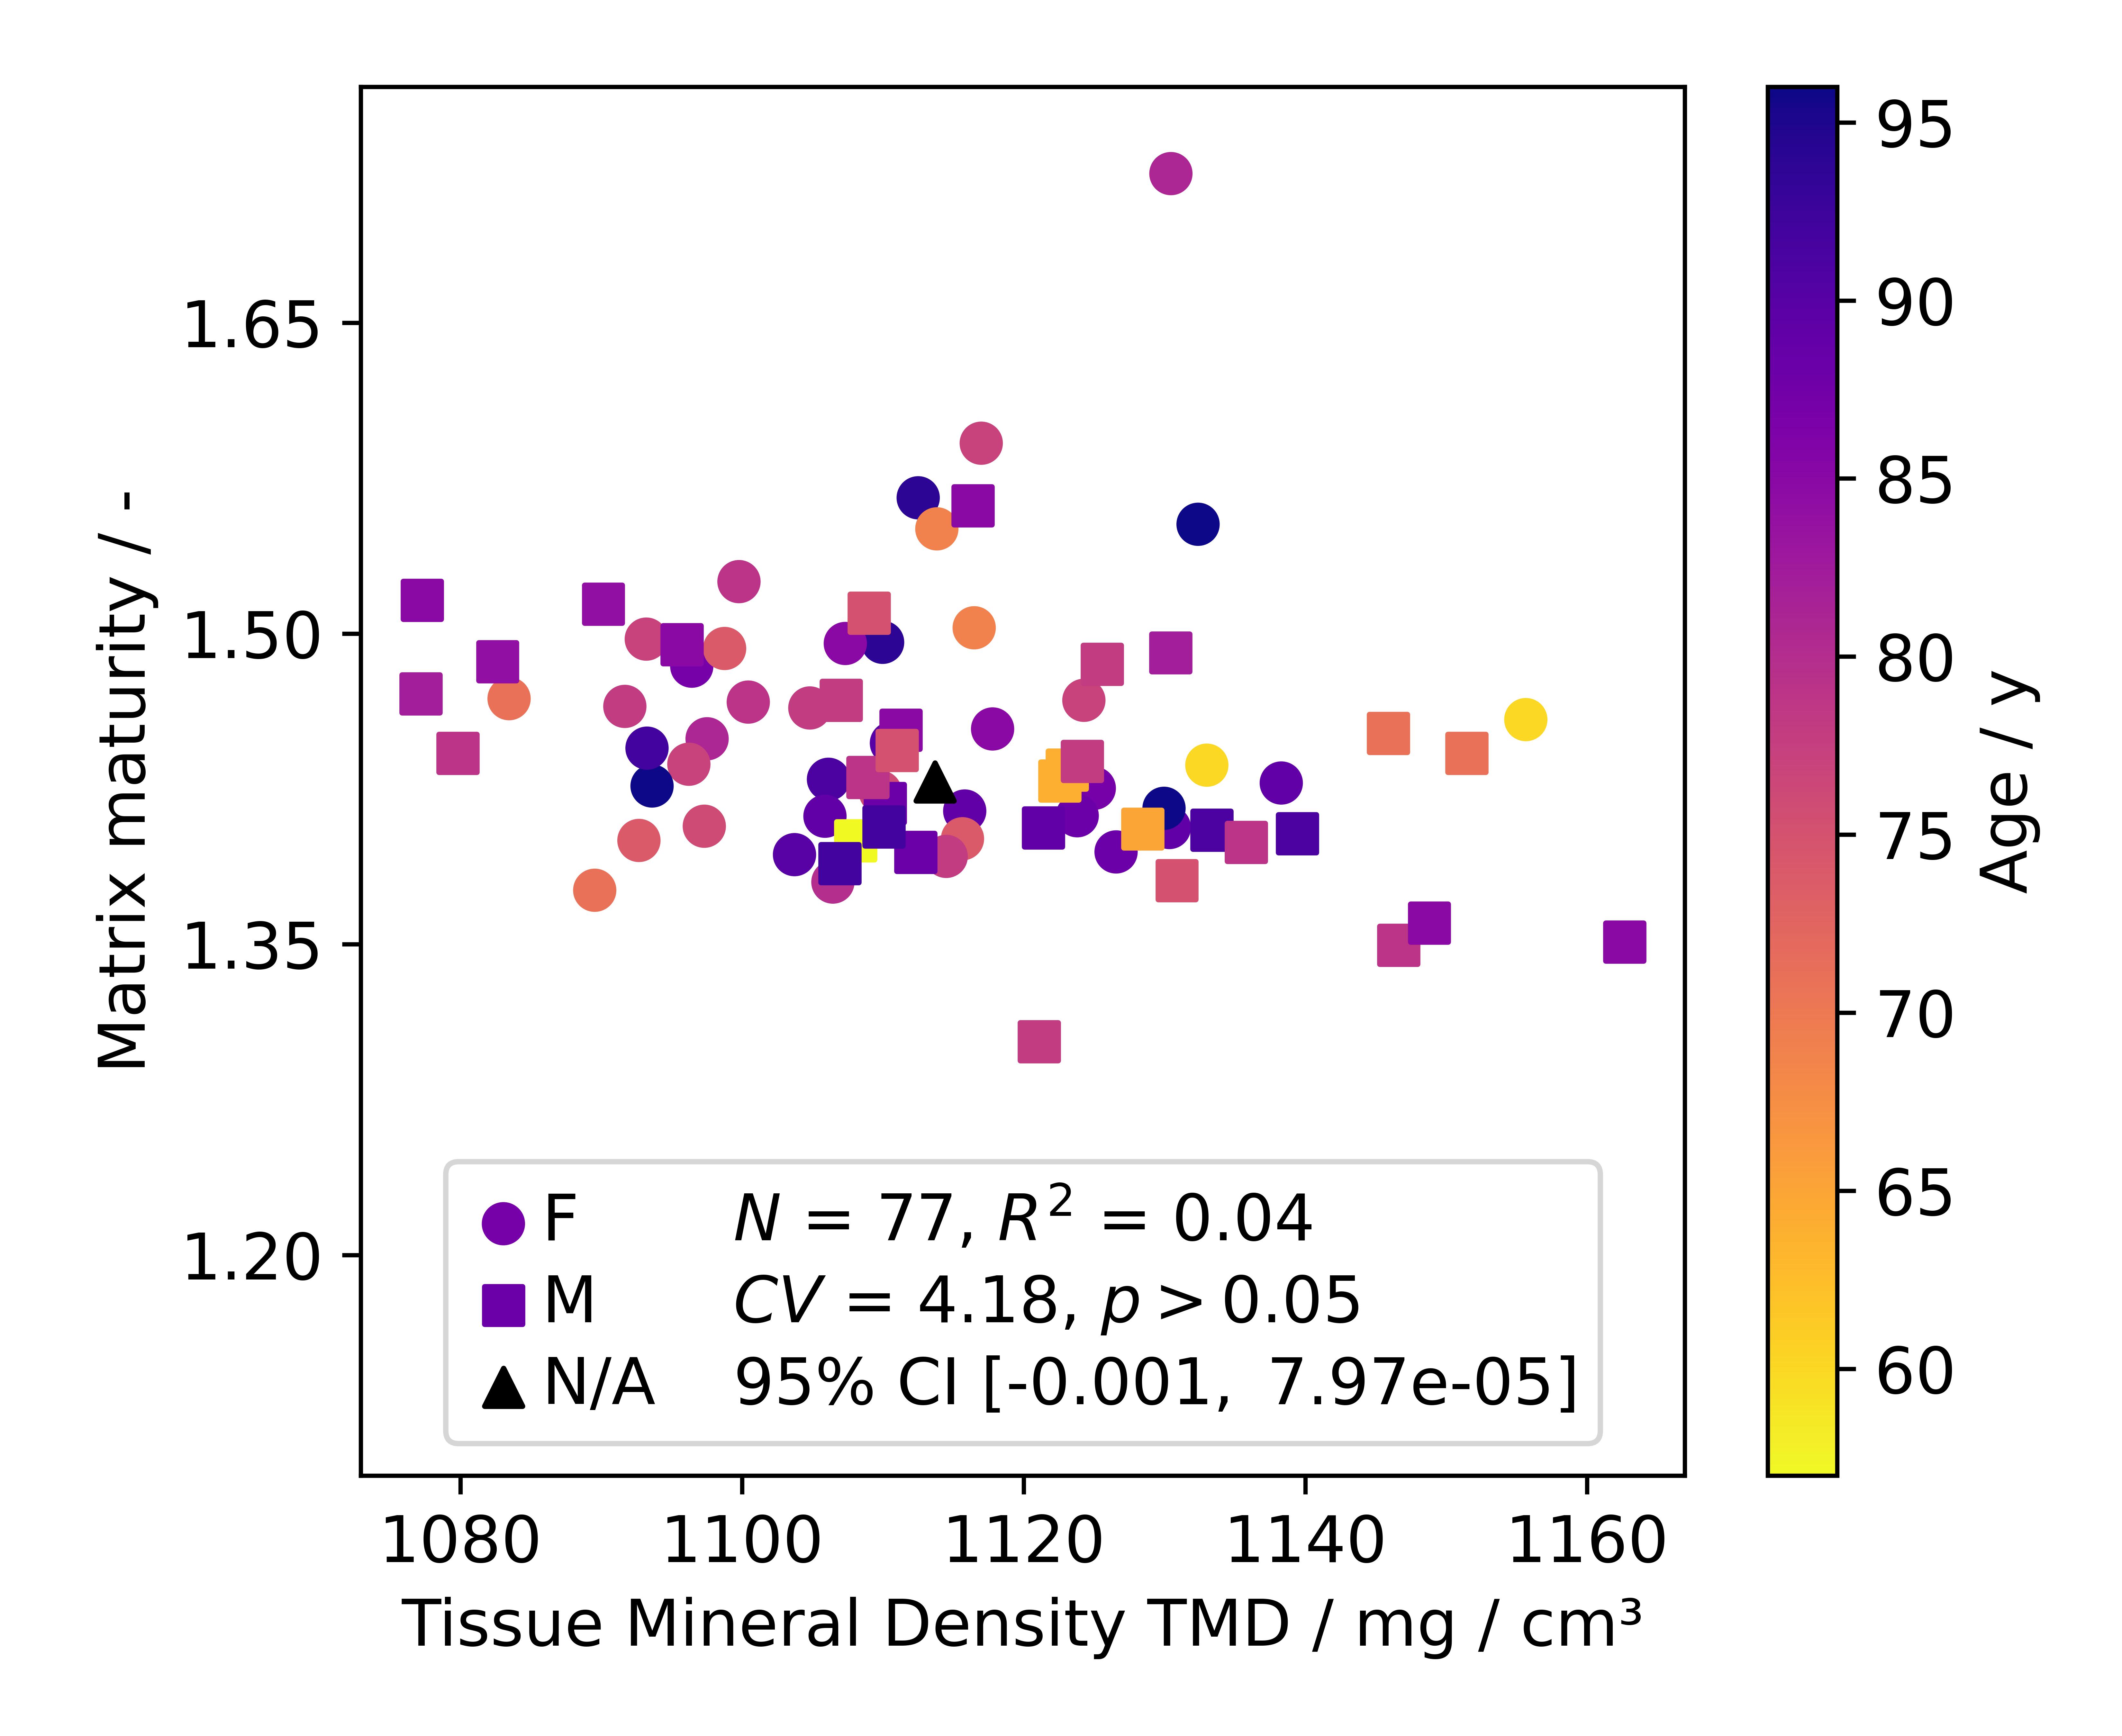 Matrix maturity / -
1.65
1.50
1.35
1.20
F N = 77, R² = 0.04
M CV = 4.18, p > 0.05
N/A 95% CI [-0.001, 7.97e-05]
1080 1100 1120 1140 1160
Tissue Mineral Density TMD / mg / cm³
95
90
85
80
75
70
65
60
Age / y